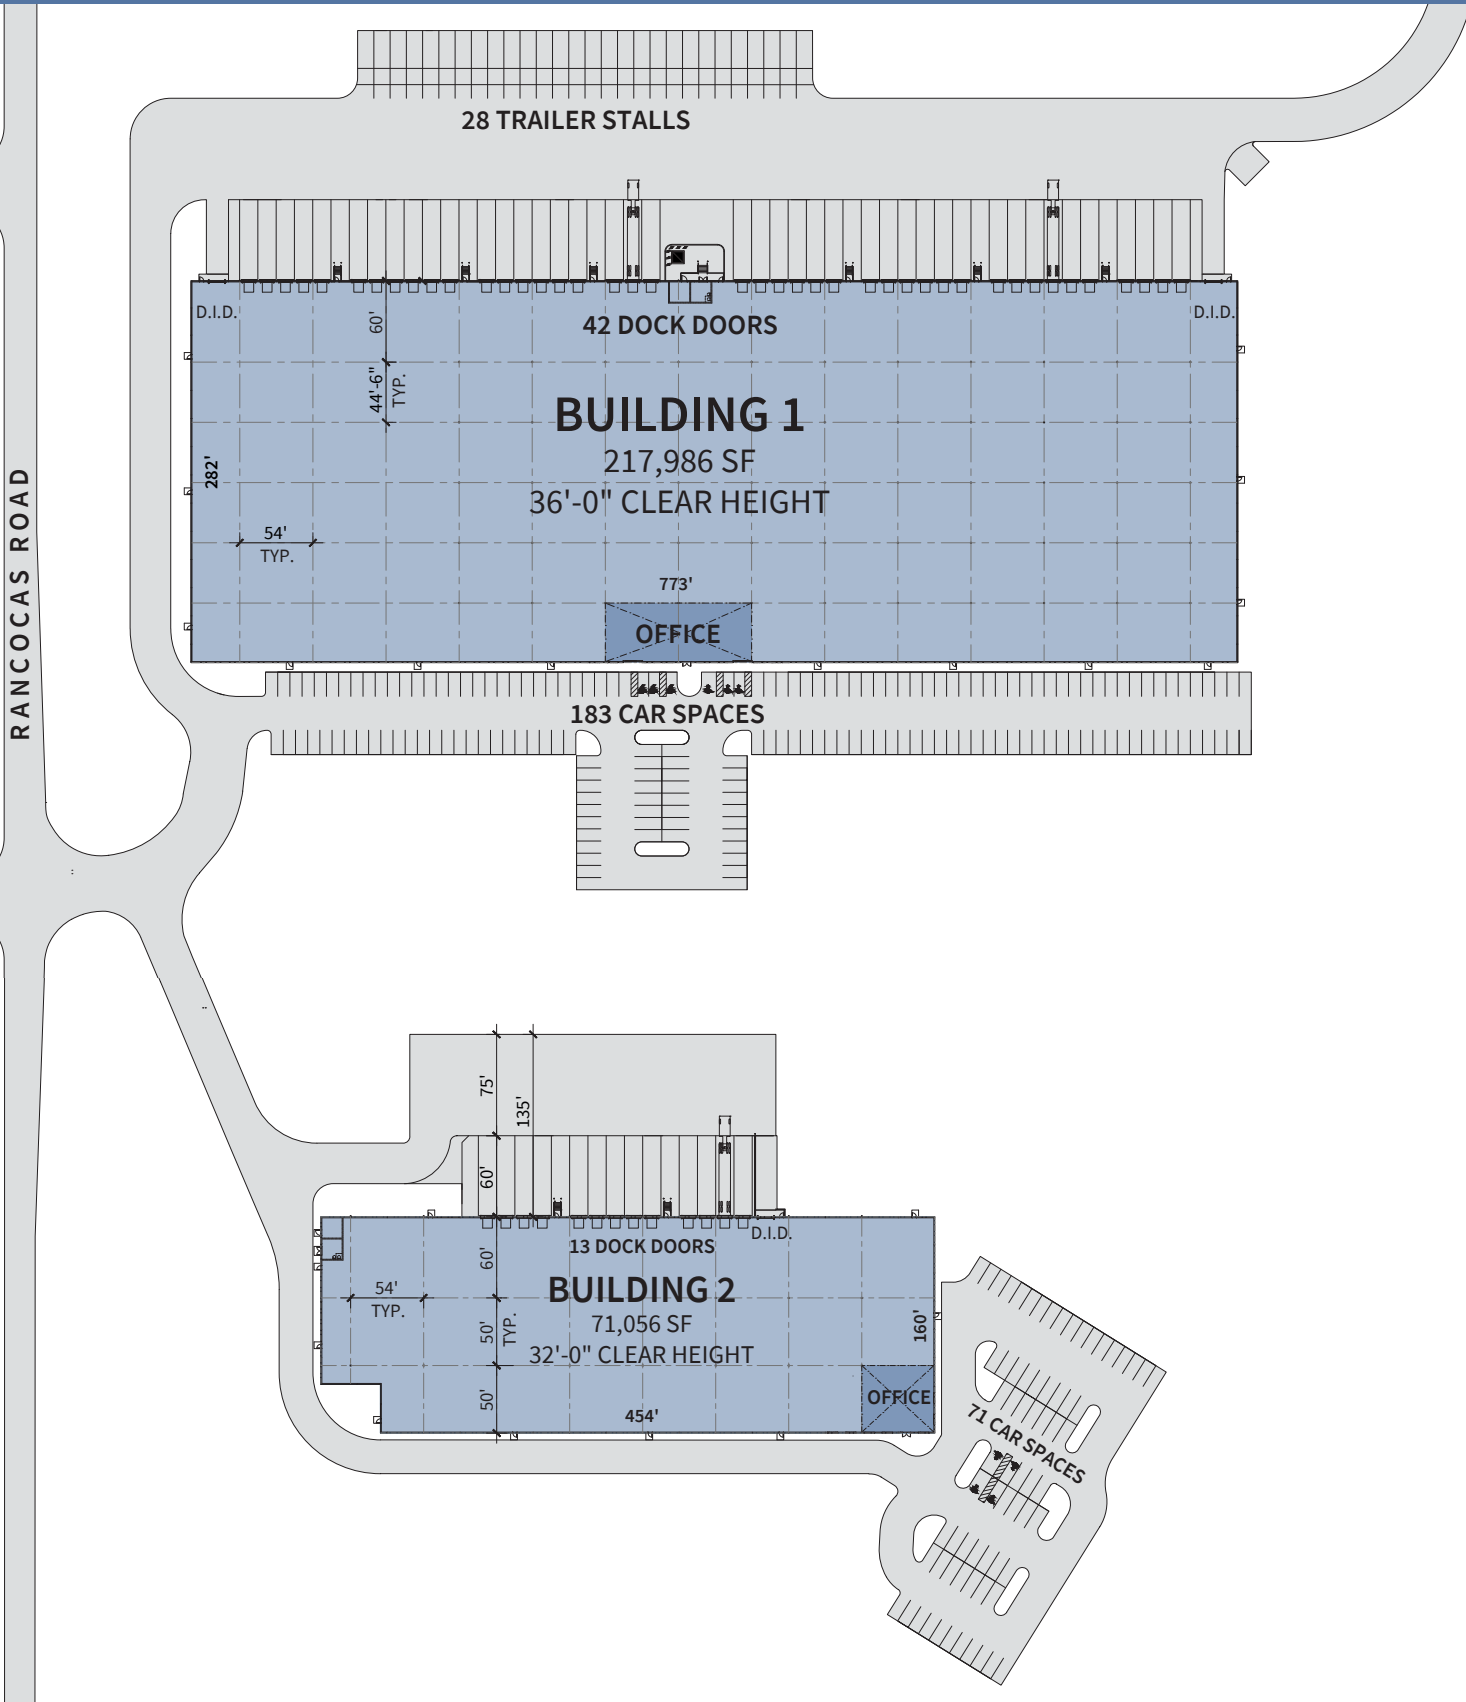 28 TRAILER STALLS
D.I.D.
D.I.D.
60'
42 DOCK DOORS
44'-6"
TYP.
BUILDING 1
217,986 SF
36'-0" CLEAR HEIGHT
282'
RANCOCAS ROAD
54'
TYP.
773'
OFFICE
183 CAR SPACES
75'
135'
60'
D.I.D.
13 DOCK DOORS
60'
BUILDING 2
54'
TYP.
71,056 SF
50'
TYP.
160'
32'-0" CLEAR HEIGHT
50'
OFFICE
454'
71 CAR SPACES